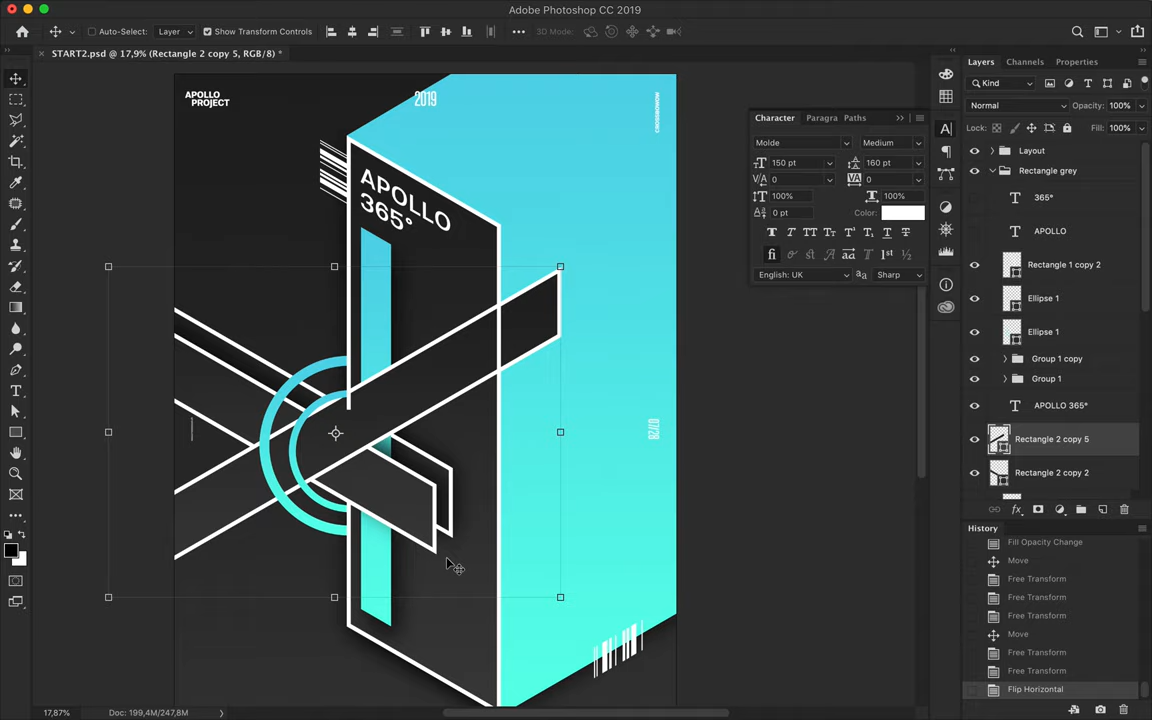 Adobe Photoshop CC 2019
Auto-Select:
Layer
Show Transform Controls
3D Mode:
START2.psd @ 17,9% (Rectangle 2 copy 5, RGB/8) *
APOLLO
PROJECT
2019
APOLLO
365°
07/20
Character
Paragra
Paths
Molde
Medium
150 pt
160 pt
0
0
100%
100%
0 pt
Color:
English: UK
Sharp
Layers
Channels
Properties
Kind
Normal
Opacity: 100%
Lock:
Fill: 100%
Layout
Rectangle grey
365°
APOLLO
Rectangle 1 copy 2
Ellipse 1
Ellipse 1
Group 1 copy
Group 1
APOLLO 365°
Rectangle 2 copy 5
Rectangle 2 copy 2
History
Fill Opacity Change
Move
Free Transform
Free Transform
Free Transform
Move
Free Transform
Free Transform
Flip Horizontal
17,87%
Doc: 199,4M/247,8M